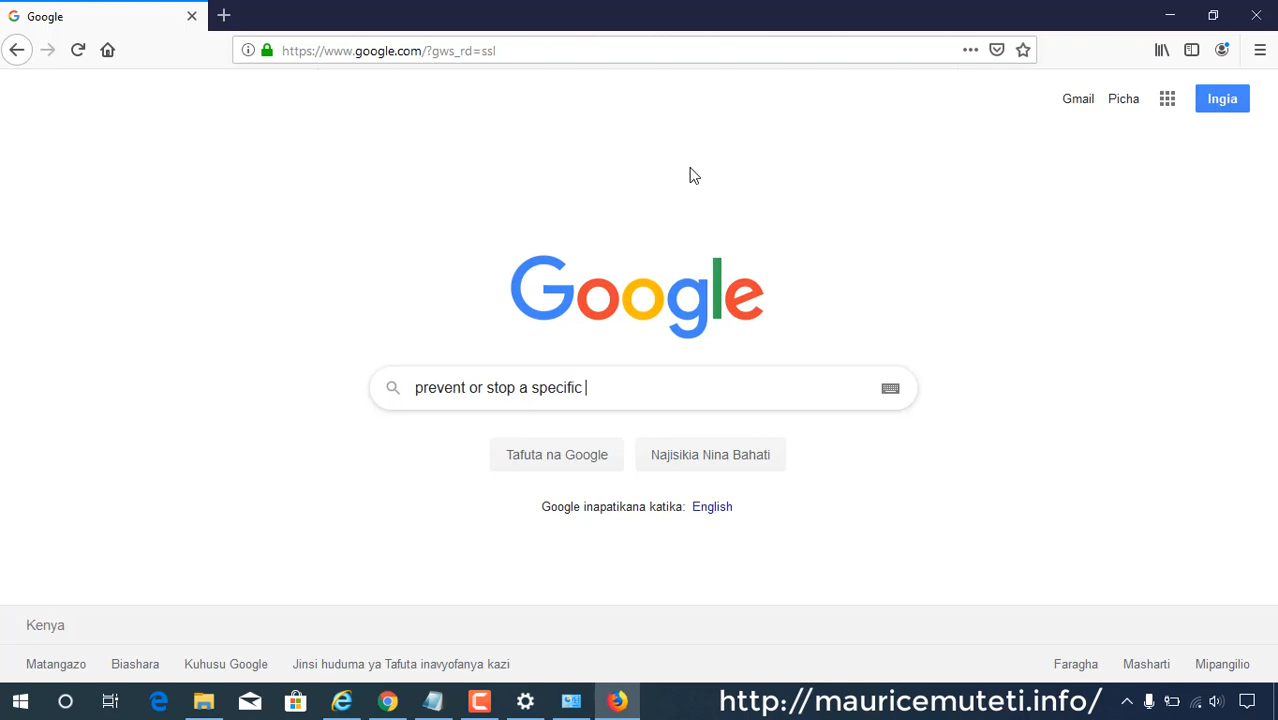 Google
https://www.google.com/?gws_rd=ssl
Gmail Picha Ingia
Google
prevent or stop a specific
Tafuta na Google Najisikia Nina Bahati
Google inapatikana katika: English
Kenya
Matangazo Biashara Kuhusu Google Jinsi huduma ya Tafuta inavyofanya kazi Faragha Masharti Mipangilio
http://mauricemuteti.info/